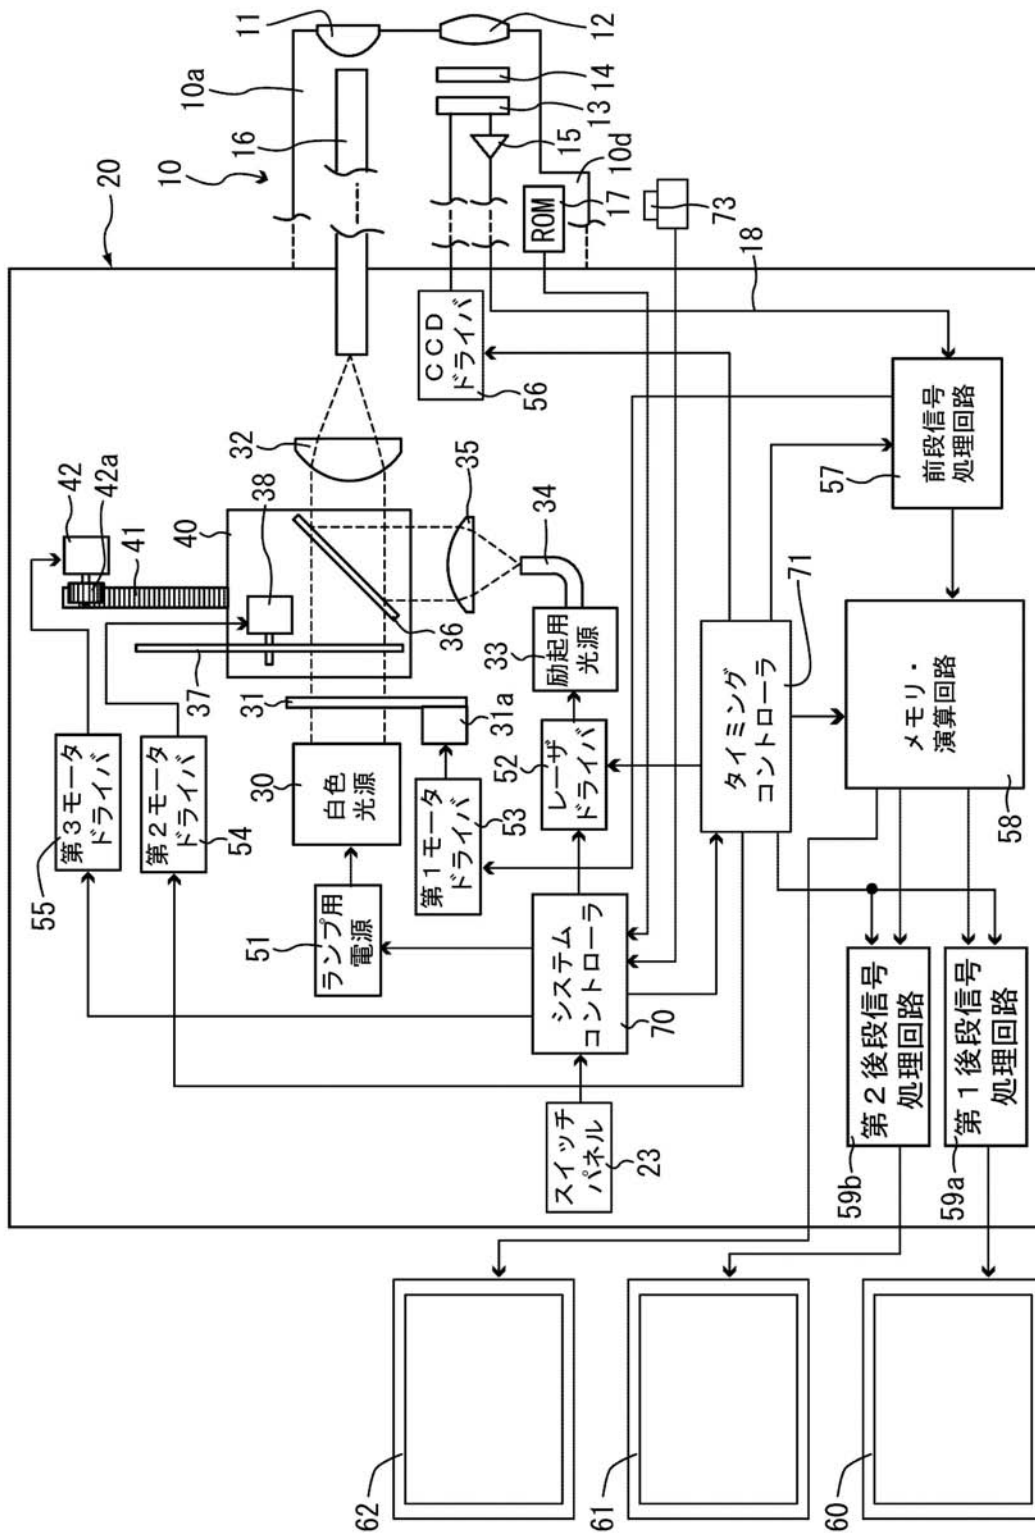 20
10
10a
16
11
12
14
13
15
10d
ROM
17
73
18
42
42a
41
40
38
32
37
31
31a
36
35
34
33
励起用
光源
30
白色
光源
CCD
ドライバ
56
前段信号
処理回路
57
55
第3モータ
ドライバ
第2モータ
ドライバ
54
51
ランプ用
電源
第1モータ
ドライバ
53
52
レーザ
ドライバ
タイミング
コントローラ
71
メモリ・
演算回路
58
システム
コントローラ
70
スイッチ
パネル
23
第2後段信号
処理回路
59b
第1後段信号
処理回路
59a
62
61
60